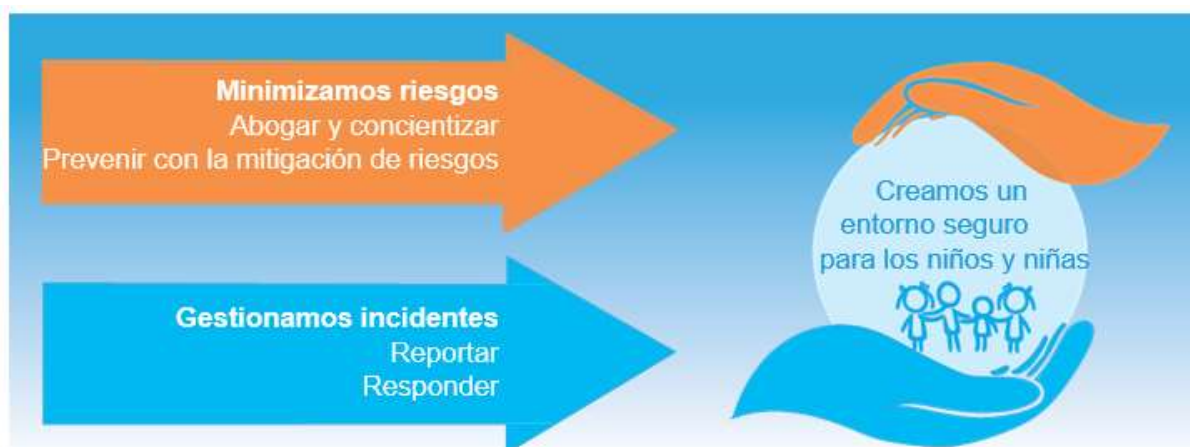 Minimizamos riesgos
Abogar y concientizar
Prevenir con la mitigación de riesgos
Gestionamos incidentes
Reportar
Responder
Creamos un
entorno seguro
para los niños y niñas